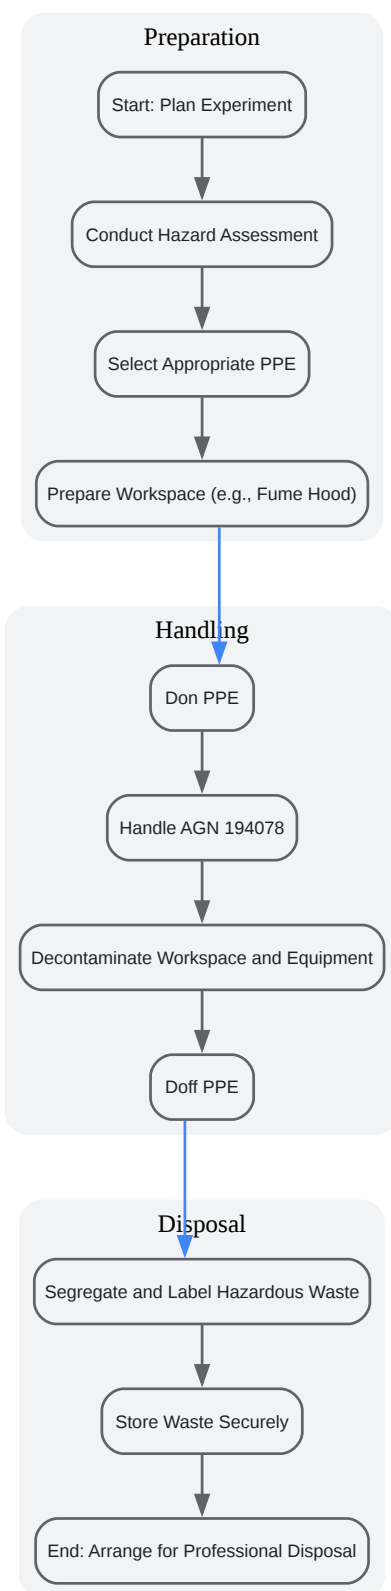 Preparation
Start: Plan Experiment
Conduct Hazard Assessment
Select Appropriate PPE
Prepare Workspace (e.g., Fume Hood)
Handling
Don PPE
Handle AGN 194078
Decontaminate Workspace and Equipment
Doff PPE
Disposal
Segregate and Label Hazardous Waste
Store Waste Securely
End: Arrange for Professional Disposal